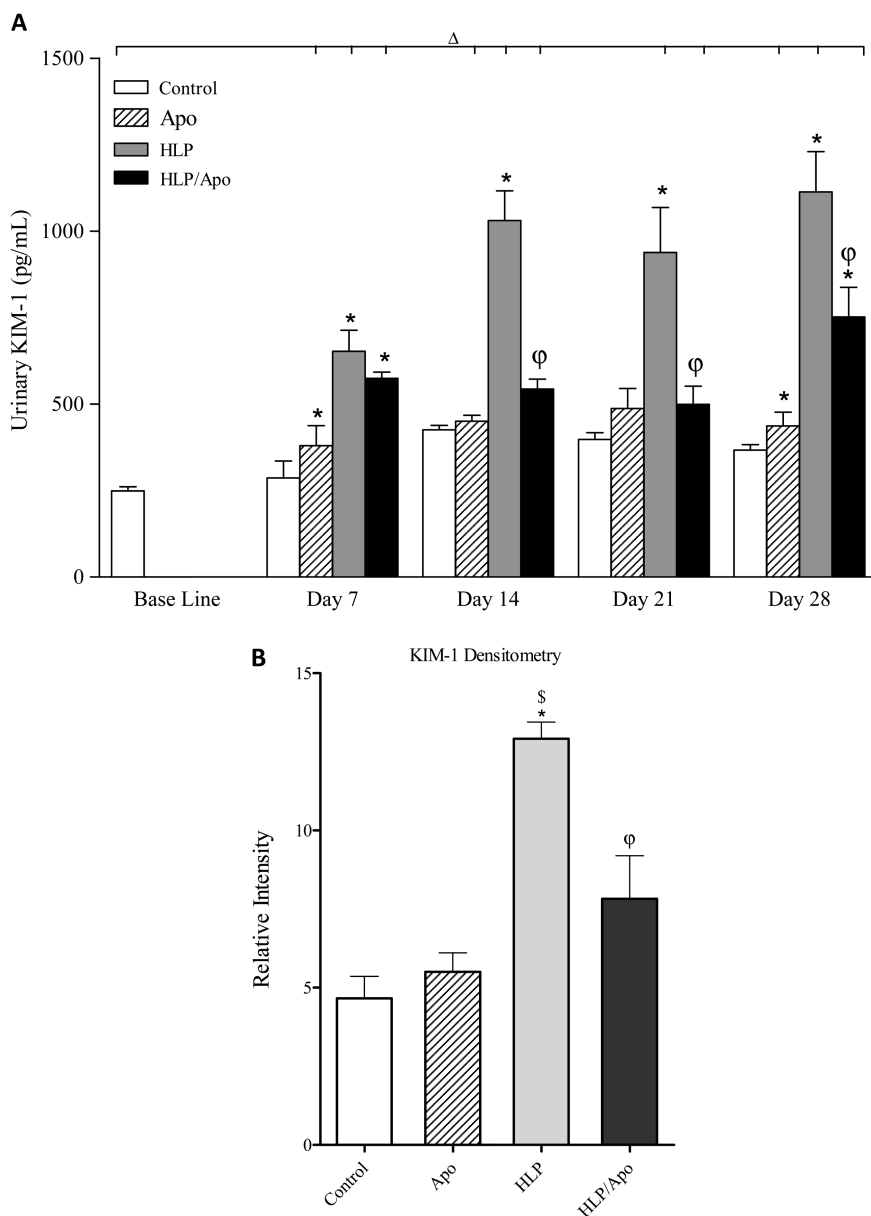 A
Δ
1500
1000
500
0
Urinary KIM-1 (pg/mL)
Control
Apo
HLP
HLP/Apo
* * *
* φ
* φ
* * φ *
Base Line Day 7 Day 14 Day 21 Day 28
B
KIM-1 Densitometry
15
10
5
0
Relative Intensity
$
*
φ
Control Apo HLP HLP/Apo